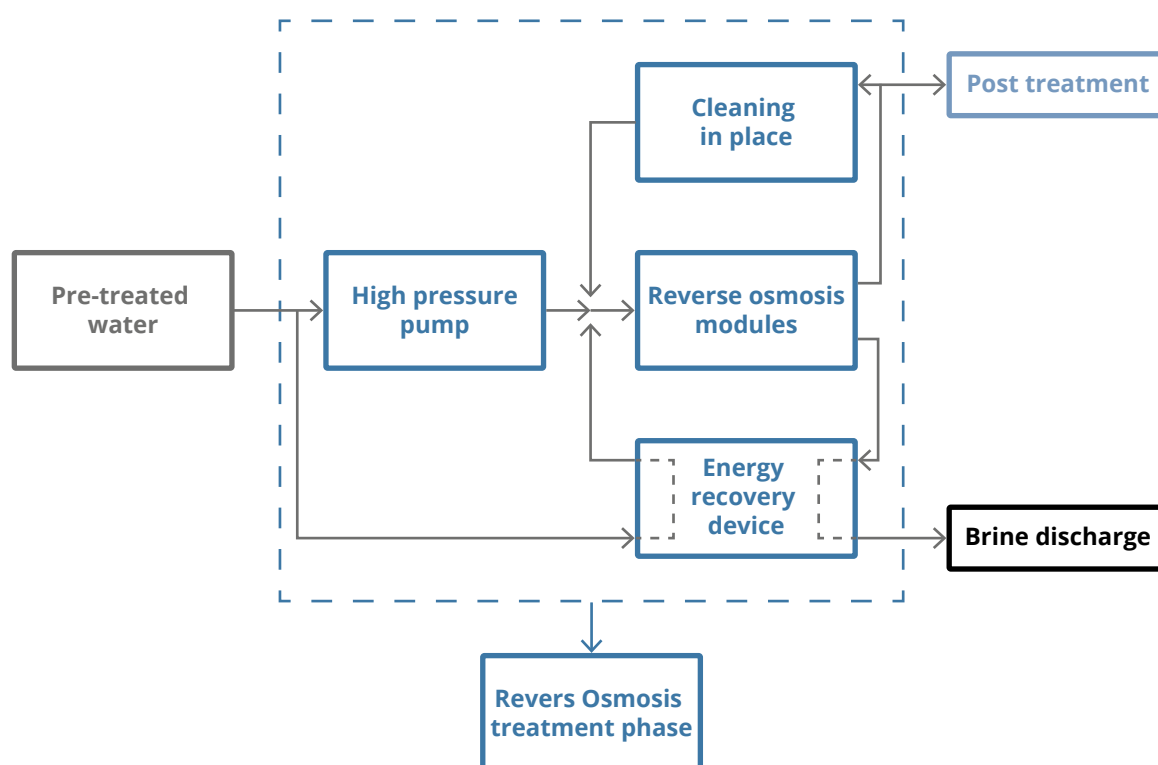 Cleaning
in place
Post treatment
Pre-treated
water
High pressure
pump
Reverse osmosis
modules
Energy
recovery
device
Brine discharge
Revers Osmosis
treatment phase